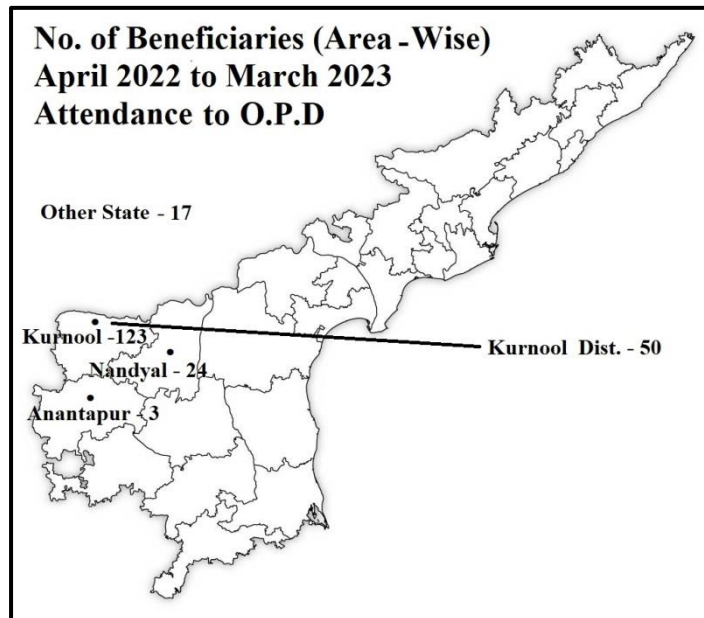 No. of Beneficiaries (Area -Wise)
April 2022 to March 2023
Attendance to O.P.D
Other State - 17
Kurnool -123
Kurnool Dist. - 50
Nandyal - 24
Anantapur - 3